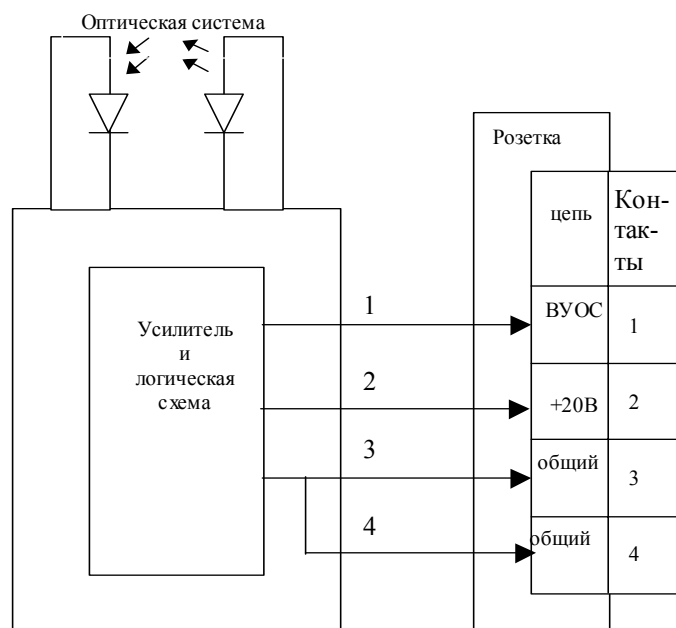 Оптическая система
Розетка
цепь
Кон-
так-
ты
Усилитель
и
логическая
схема
1
ВУОС
1
2
+20В
2
3
общий
3
4
общий
4